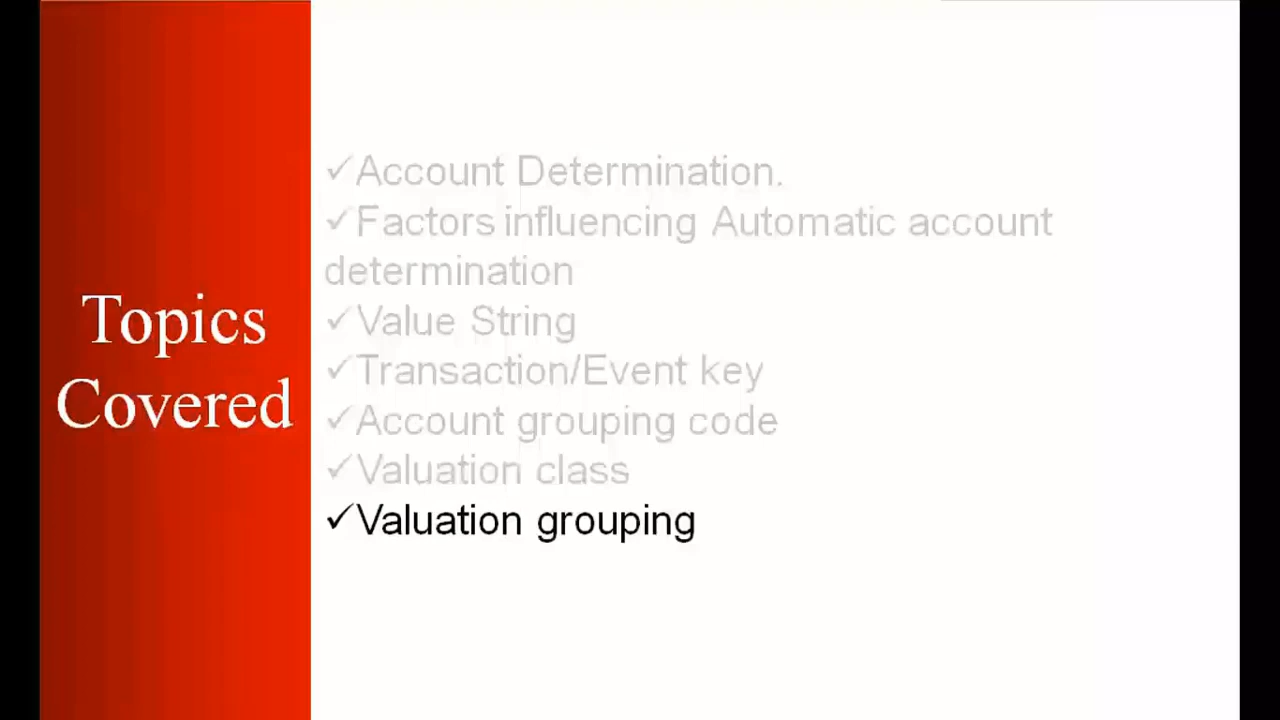 Topics
Covered
✓Account Determination.
✓Factors influencing Automatic account
determination
✓Value String
✓Transaction/Event key
✓Account grouping code
✓Valuation class
✓Valuation grouping